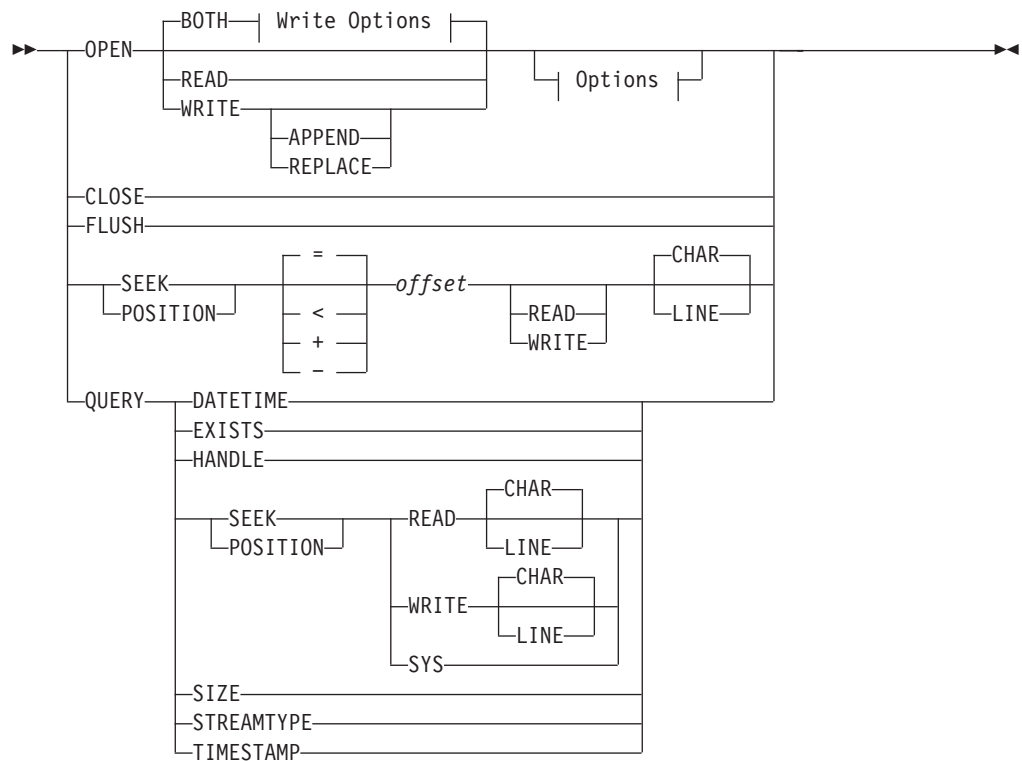 BOTH Write Options
OPEN
READ Options
WRITE
APPEND
REPLACE
CLOSE
FLUSH
= CHAR
SEEK offset
POSITION < READ LINE
+ WRITE
–
QUERY DATETIME
EXISTS
HANDLE
CHAR
SEEK READ
POSITION LINE
CHAR
WRITE
LINE
SYS
SIZE
STREAMTYPE
TIMESTAMP